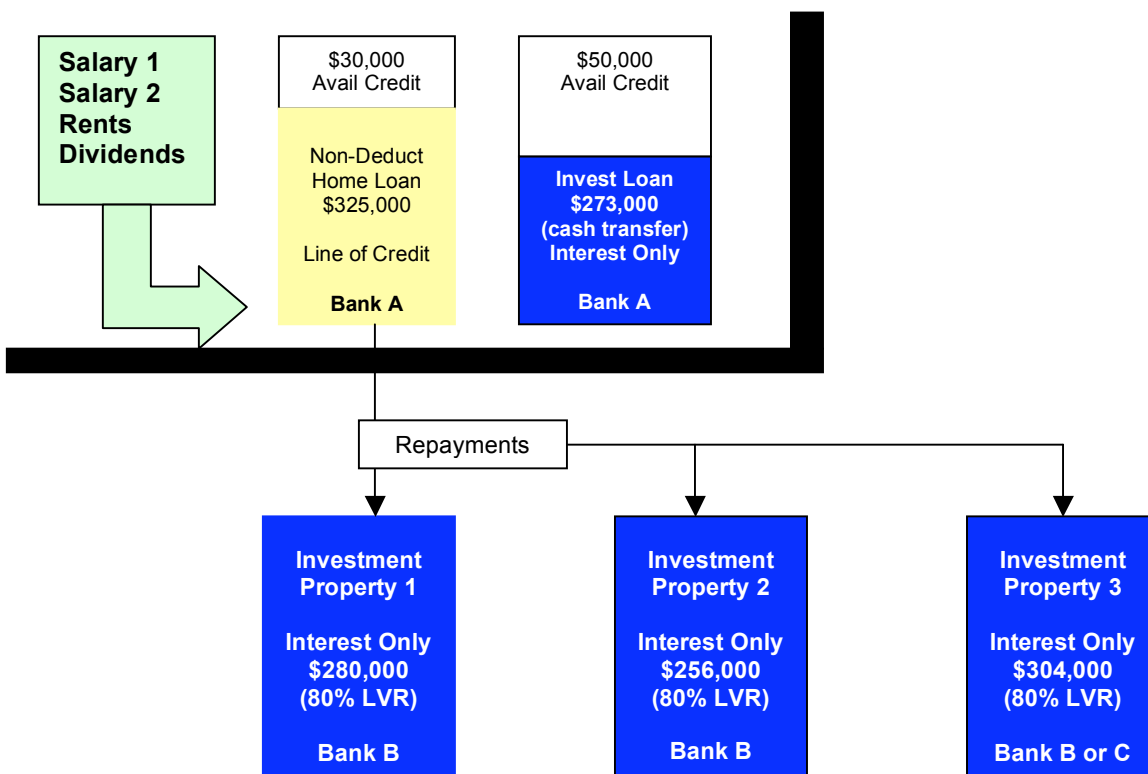 Salary 1
Salary 2
Rents
Dividends
$30,000
Avail Credit
Non-Deduct
Home Loan
$325,000
Line of Credit
Bank A
$50,000
Avail Credit
Invest Loan
$273,000
(cash transfer)
Interest Only
Bank A
Repayments
Investment
Property 1
Interest Only
$280,000
(80% LVR)
Bank B
Investment
Property 2
Interest Only
$256,000
(80% LVR)
Bank B
Investment
Property 3
Interest Only
$304,000
(80% LVR)
Bank B or C